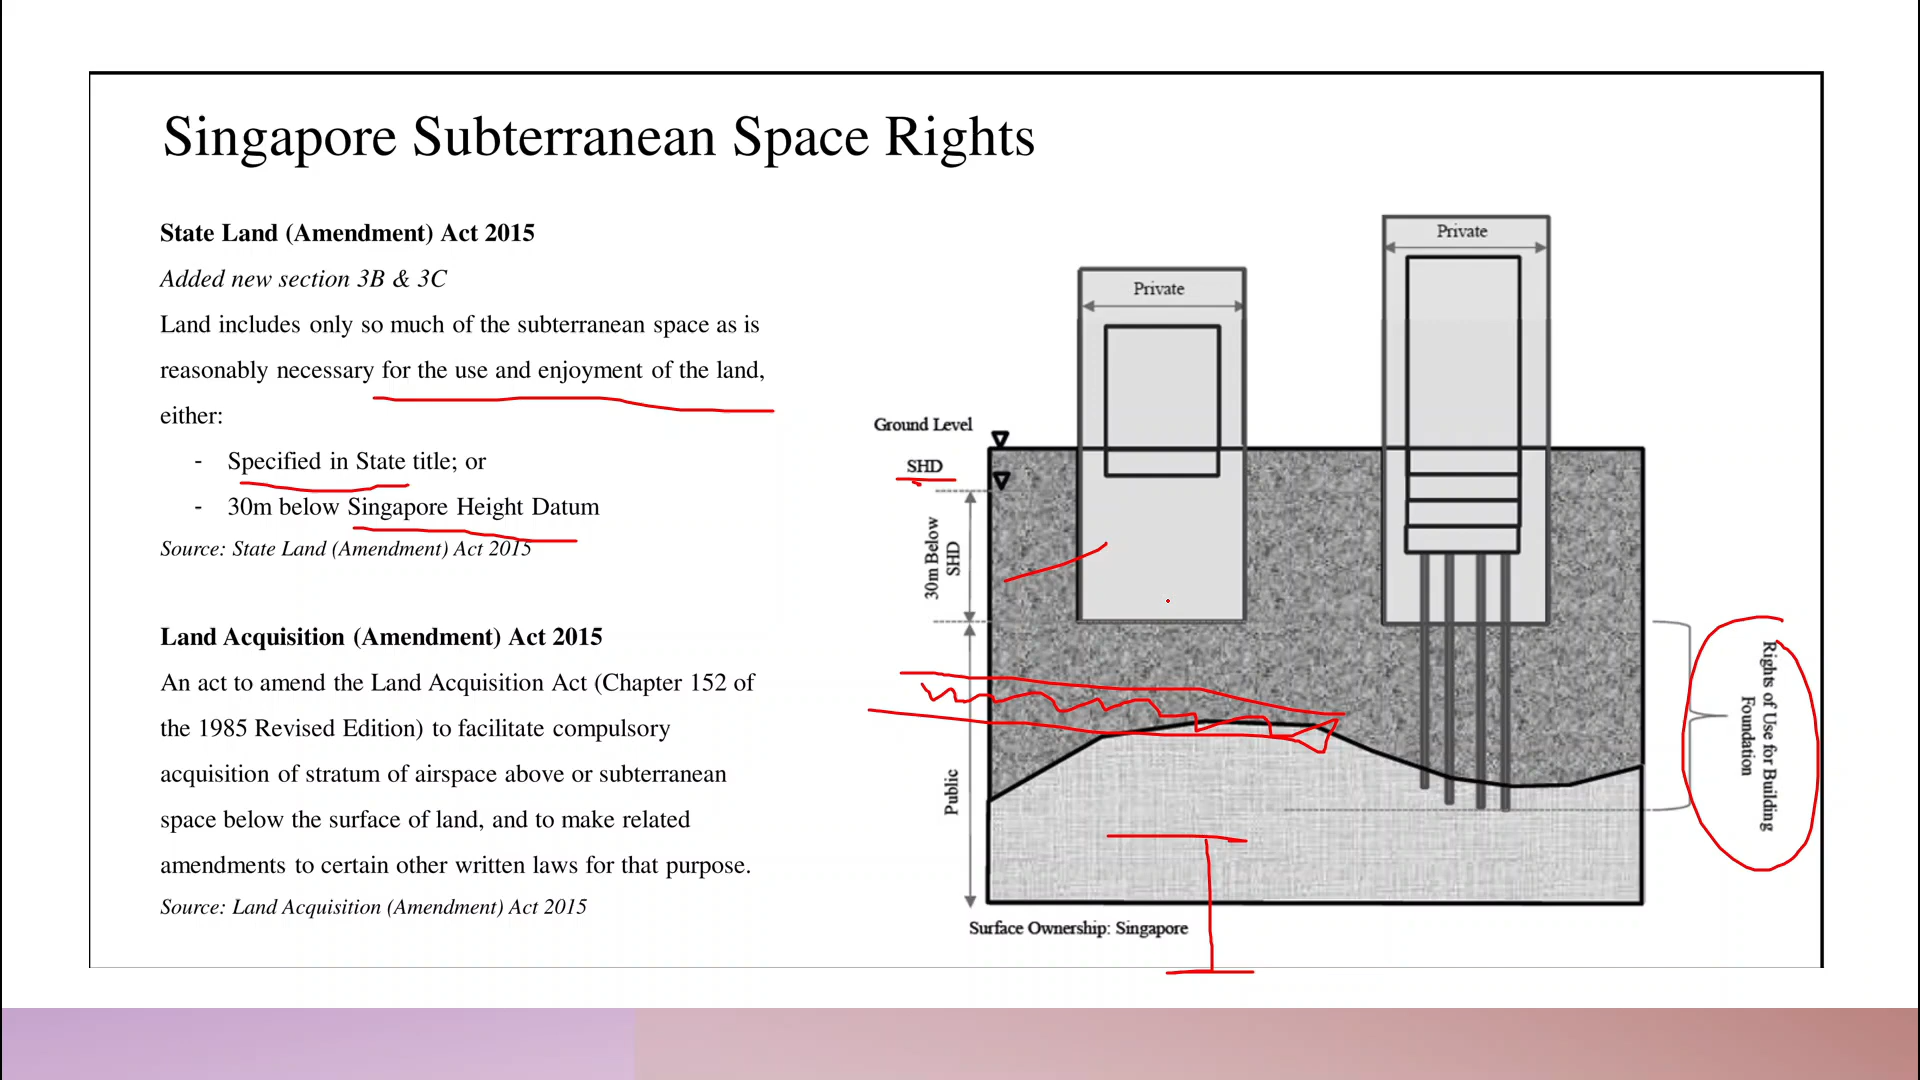 Singapore Subterranean Space Rights
State Land (Amendment) Act 2015
Added new section 3B & 3C
Land includes only so much of the subterranean space as is
reasonably necessary for the use and enjoyment of the land,
either:
- Specified in State title; or
- 30m below Singapore Height Datum
Source: State Land (Amendment) Act 2015
Land Acquisition (Amendment) Act 2015
An act to amend the Land Acquisition Act (Chapter 152 of
the 1985 Revised Edition) to facilitate compulsory
acquisition of stratum of airspace above or subterranean
space below the surface of land, and to make related
amendments to certain other written laws for that purpose.
Source: Land Acquisition (Amendment) Act 2015
Private
Private
Ground Level
SHD
30m Below
SHD
Public
Rights of Use for Building
Foundation
Surface Ownership: Singapore